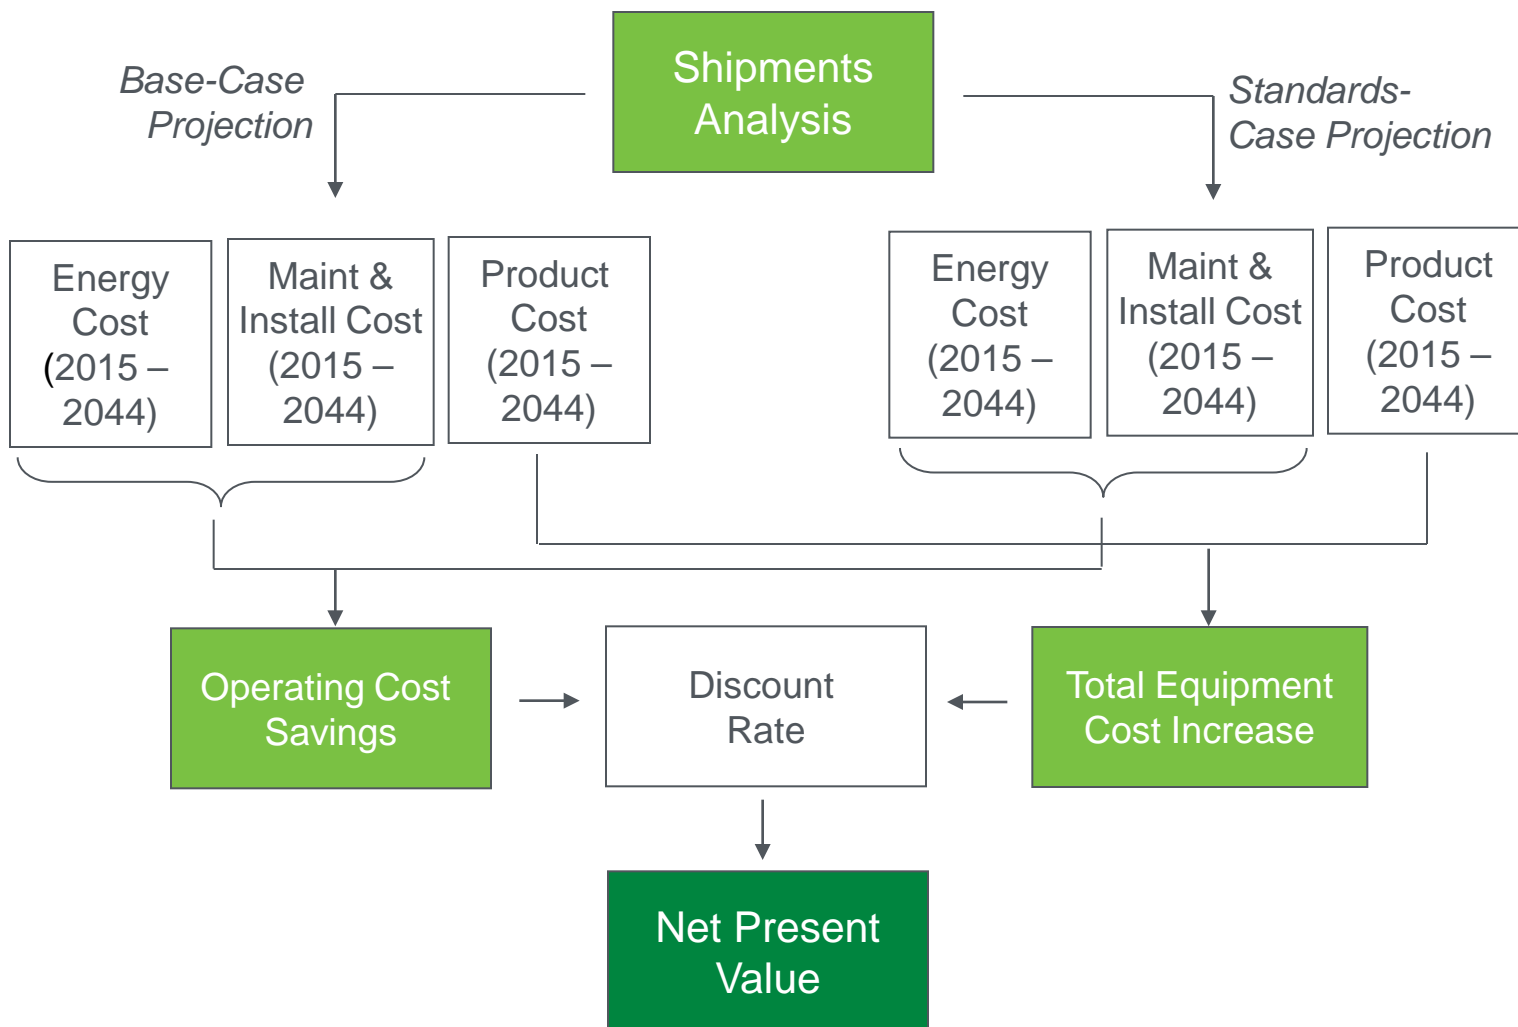 Shipments
Analysis
Base-Case
Projection
Standards-
Case Projection
Energy
Cost
(2015 –
2044)
Maint &
Install Cost
(2015 –
2044)
Product
Cost
(2015 –
2044)
Energy
Cost
(2015 –
2044)
Maint &
Install Cost
(2015 –
2044)
Product
Cost
(2015 –
2044)
Operating Cost
Savings
Discount
Rate
Total Equipment
Cost Increase
Net Present
Value